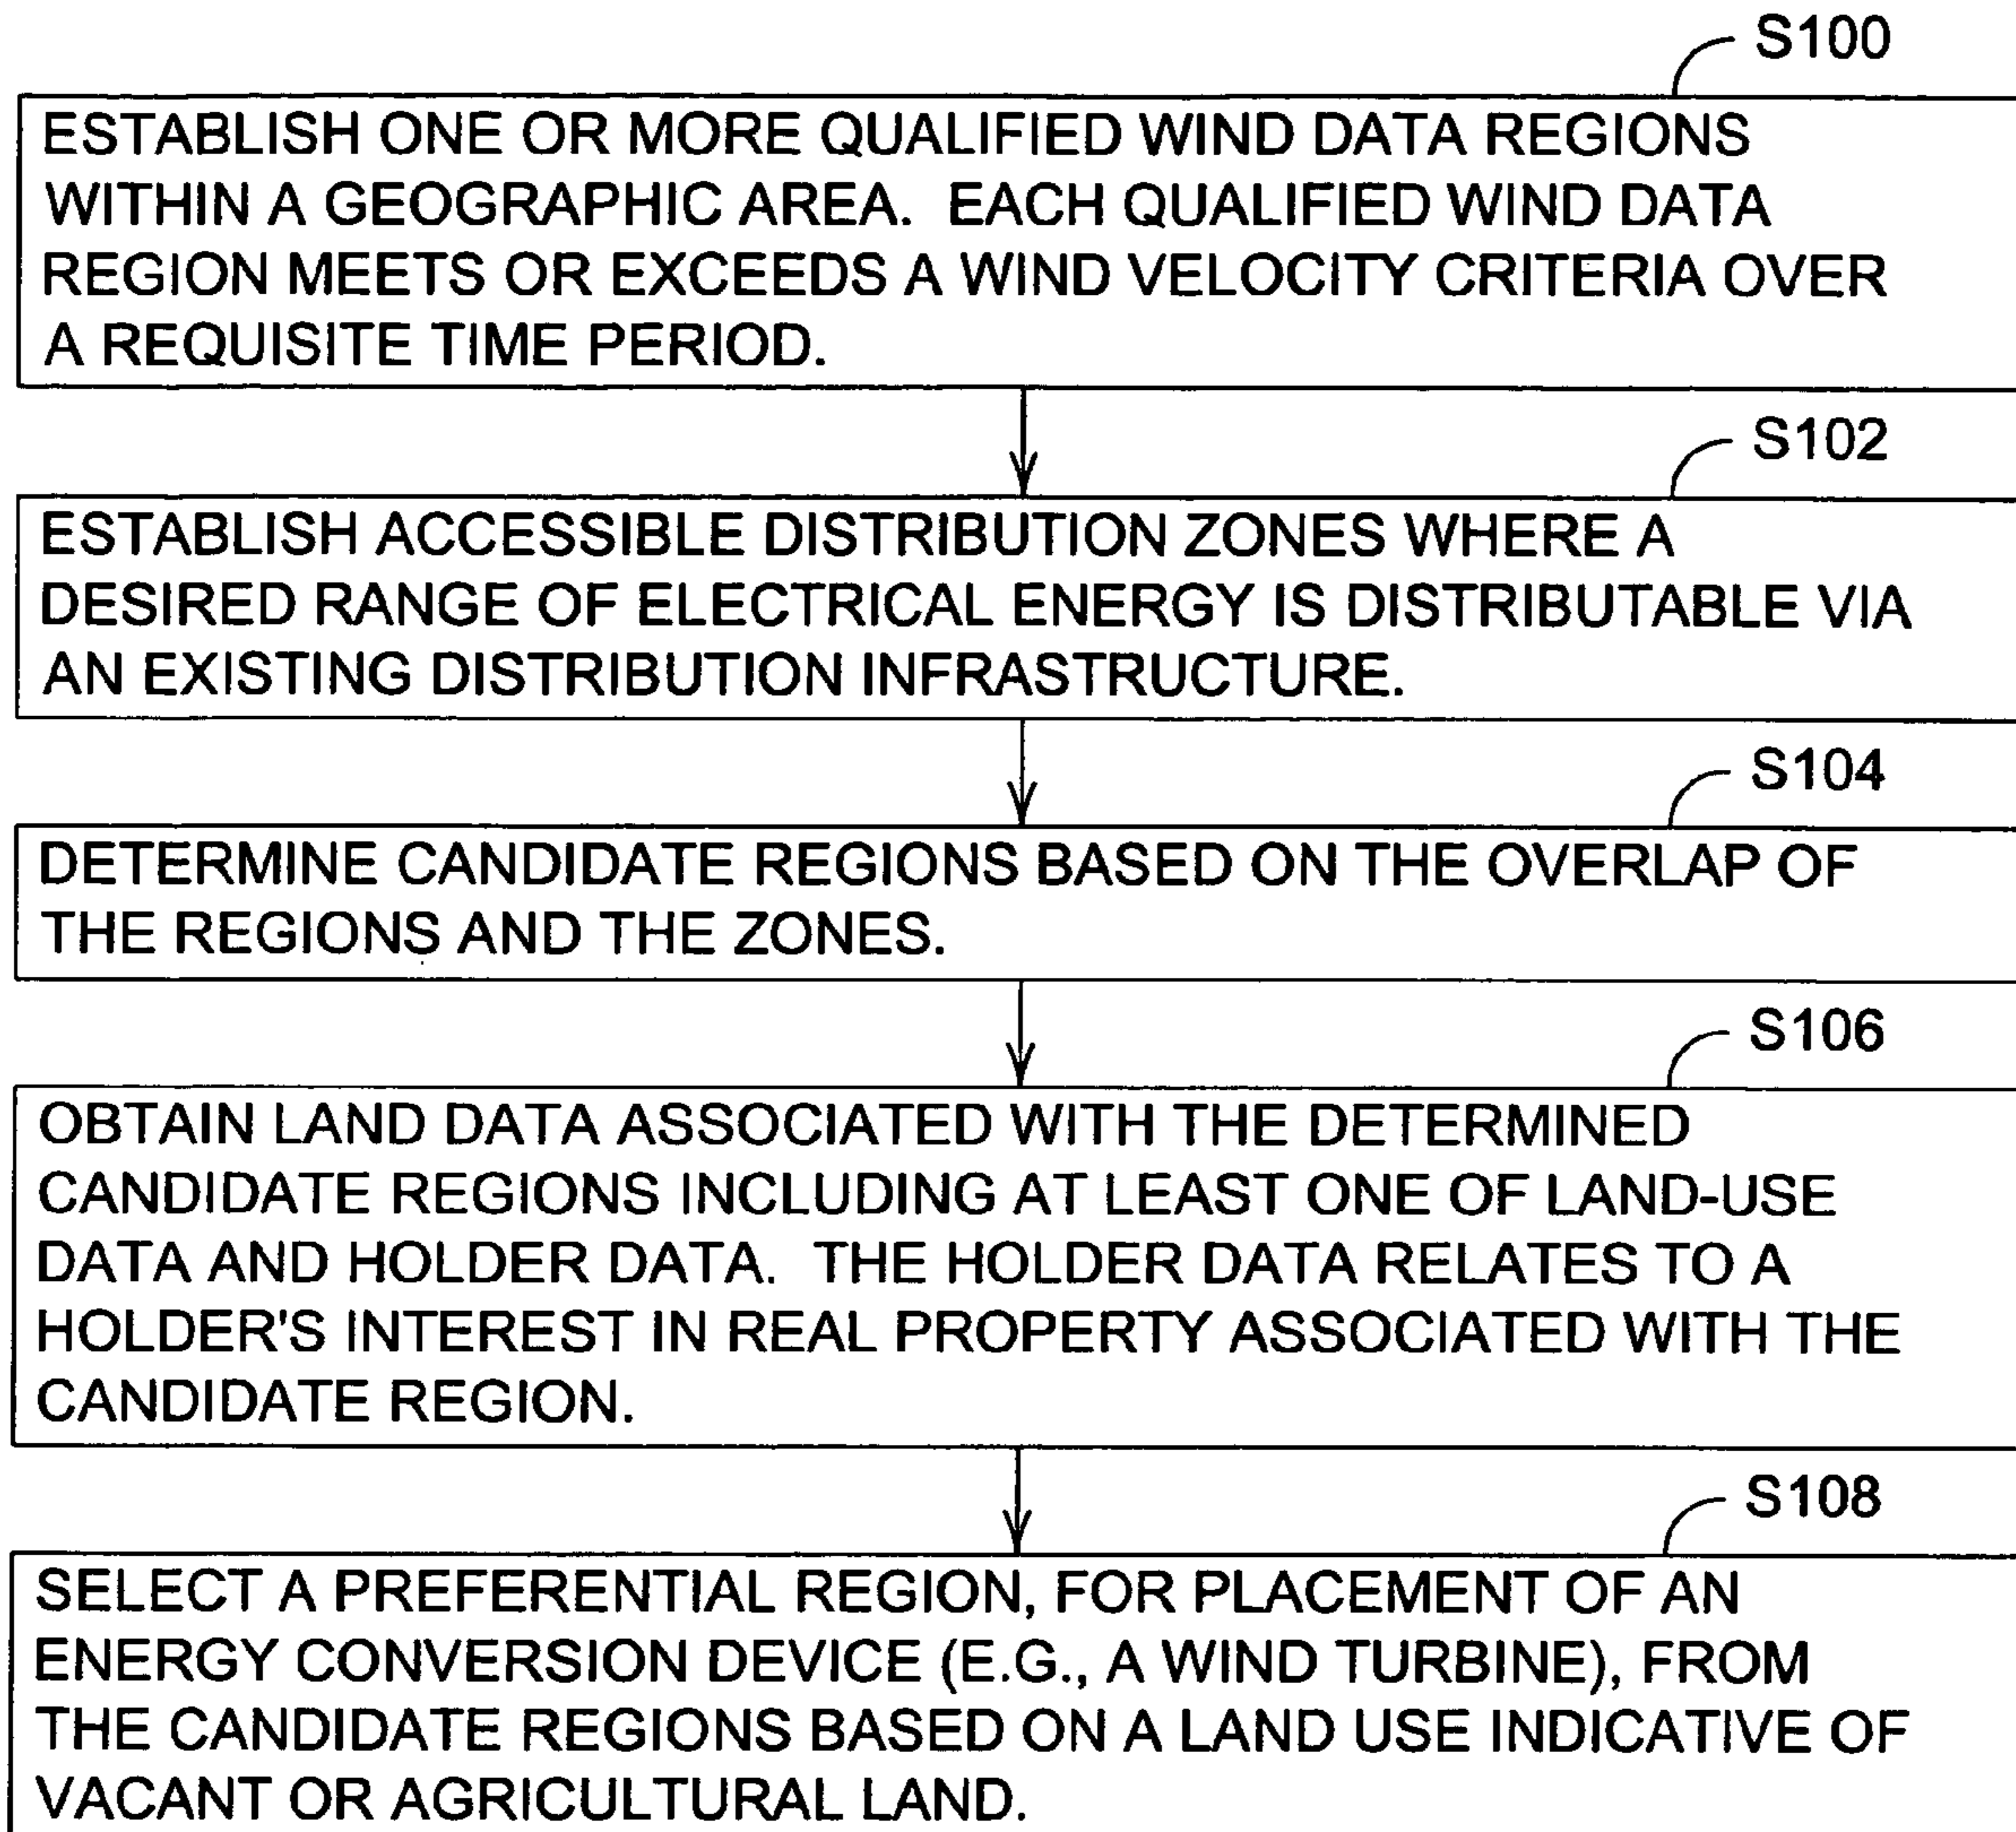 S100
ESTABLISH ONE OR MORE QUALIFIED WIND DATA REGIONS
WITHIN A GEOGRAPHIC AREA. EACH QUALIFIED WIND DATA
REGION MEETS OR EXCEEDS A WIND VELOCITY CRITERIA OVER
A REQUISITE TIME PERIOD.
S102
ESTABLISH ACCESSIBLE DISTRIBUTION ZONES WHERE A
DESIRED RANGE OF ELECTRICAL ENERGY IS DISTRIBUTABLE VIA
AN EXISTING DISTRIBUTION INFRASTRUCTURE.
S104
DETERMINE CANDIDATE REGIONS BASED ON THE OVERLAP OF
THE REGIONS AND THE ZONES.
S106
OBTAIN LAND DATA ASSOCIATED WITH THE DETERMINED
CANDIDATE REGIONS INCLUDING AT LEAST ONE OF LAND-USE
DATA AND HOLDER DATA. THE HOLDER DATA RELATES TO A
HOLDER'S INTEREST IN REAL PROPERTY ASSOCIATED WITH THE
CANDIDATE REGION.
S108
SELECT A PREFERENTIAL REGION, FOR PLACEMENT OF AN
ENERGY CONVERSION DEVICE (E.G., A WIND TURBINE), FROM
THE CANDIDATE REGIONS BASED ON A LAND USE INDICATIVE OF
VACANT OR AGRICULTURAL LAND.